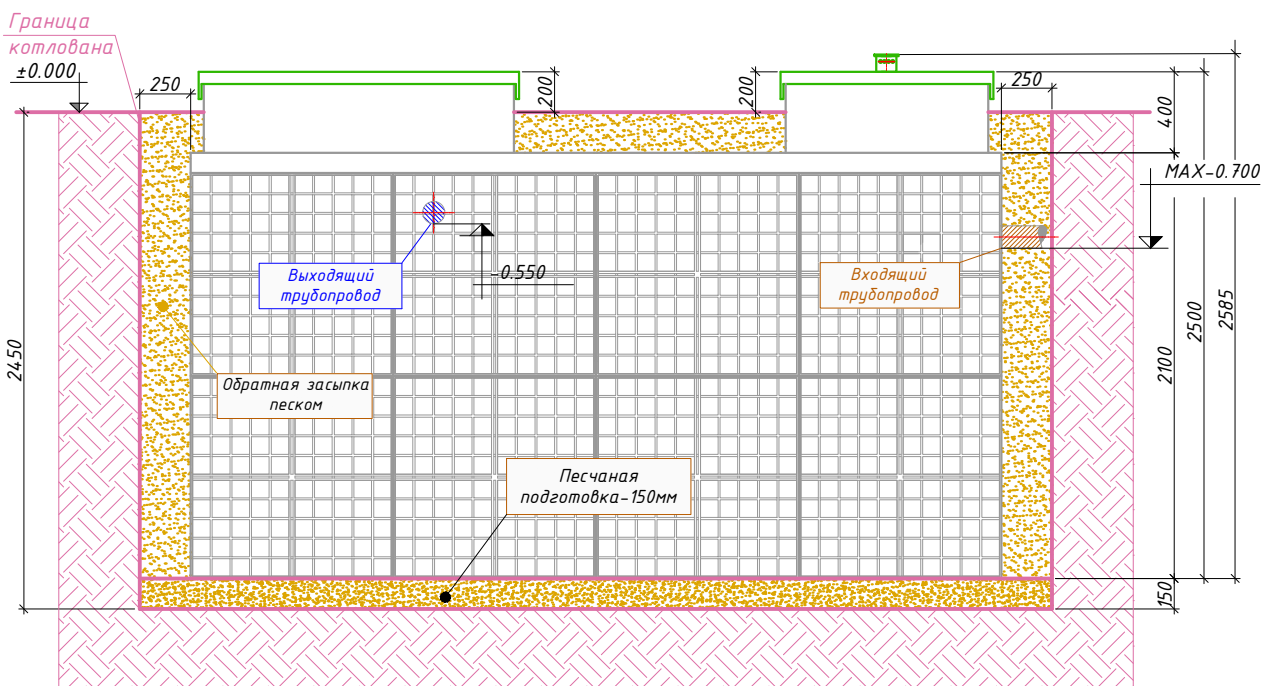 Граница
котлована
±0.000
250
200
200
250
400
MAX-0.700
Выходящий
трубопровод
-0.550
Входящий
трубопровод
2450
2100
2500
2585
Обратная засыпка
песком
Песчаная
подготовка-150мм
150